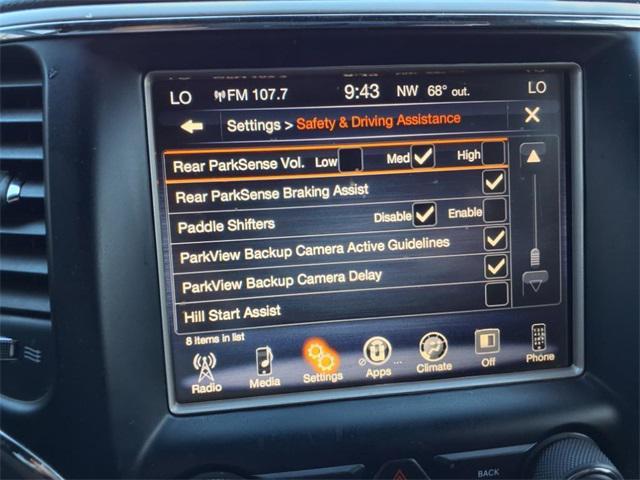 LO FM 107.7 9:43 NW 68° out. LO
Settings > Safety & Driving Assistance
Rear ParkSense Vol. Low Med High
Rear ParkSense Braking Assist
Paddle Shifters Disable Enable
ParkView Backup Camera Active Guidelines
ParkView Backup Camera Delay
Hill Start Assist
8 items in list
Radio Media Settings Apps ... Climate Off Phone
BACK